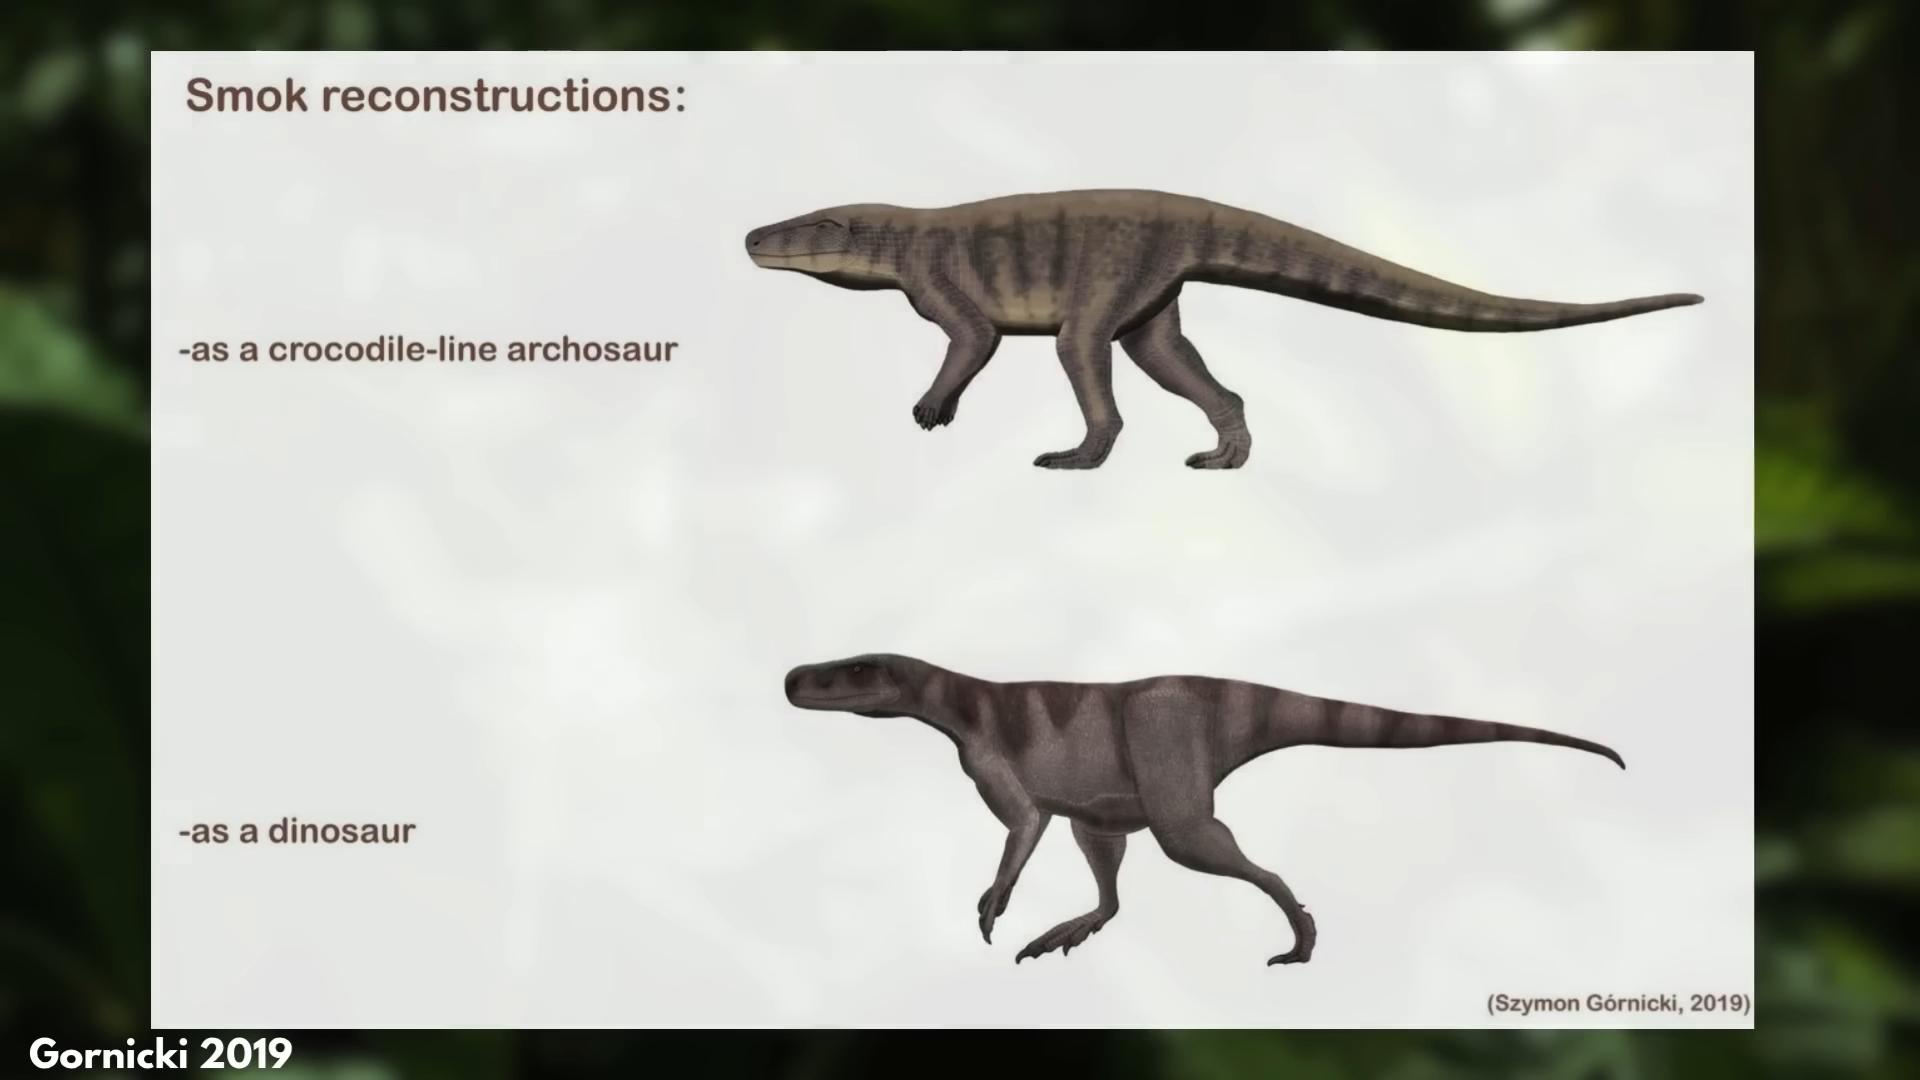 Smok reconstructions:
-as a crocodile-line archosaur
-as a dinosaur
(Szymon Górnicki, 2019)
Gornicki 2019